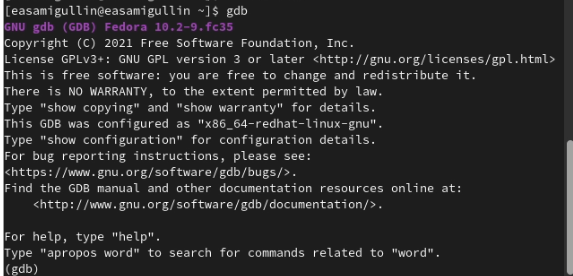 [easamigullin@easamigullin ~]$ gdb
GNU gdb (GDB) Fedora 10.2-9.fc35
Copyright (C) 2021 Free Software Foundation, Inc.
License GPLv3+: GNU GPL version 3 or later <http://gnu.org/licenses/gpl.html>
This is free software: you are free to change and redistribute it.
There is NO WARRANTY, to the extent permitted by law.
Type "show copying" and "show warranty" for details.
This GDB was configured as "x86_64-redhat-linux-gnu".
Type "show configuration" for configuration details.
For bug reporting instructions, please see:
<https://www.gnu.org/software/gdb/bugs/>.
Find the GDB manual and other documentation resources online at:
    <http://www.gnu.org/software/gdb/documentation/>.

For help, type "help".
Type "apropos word" to search for commands related to "word".
(gdb)